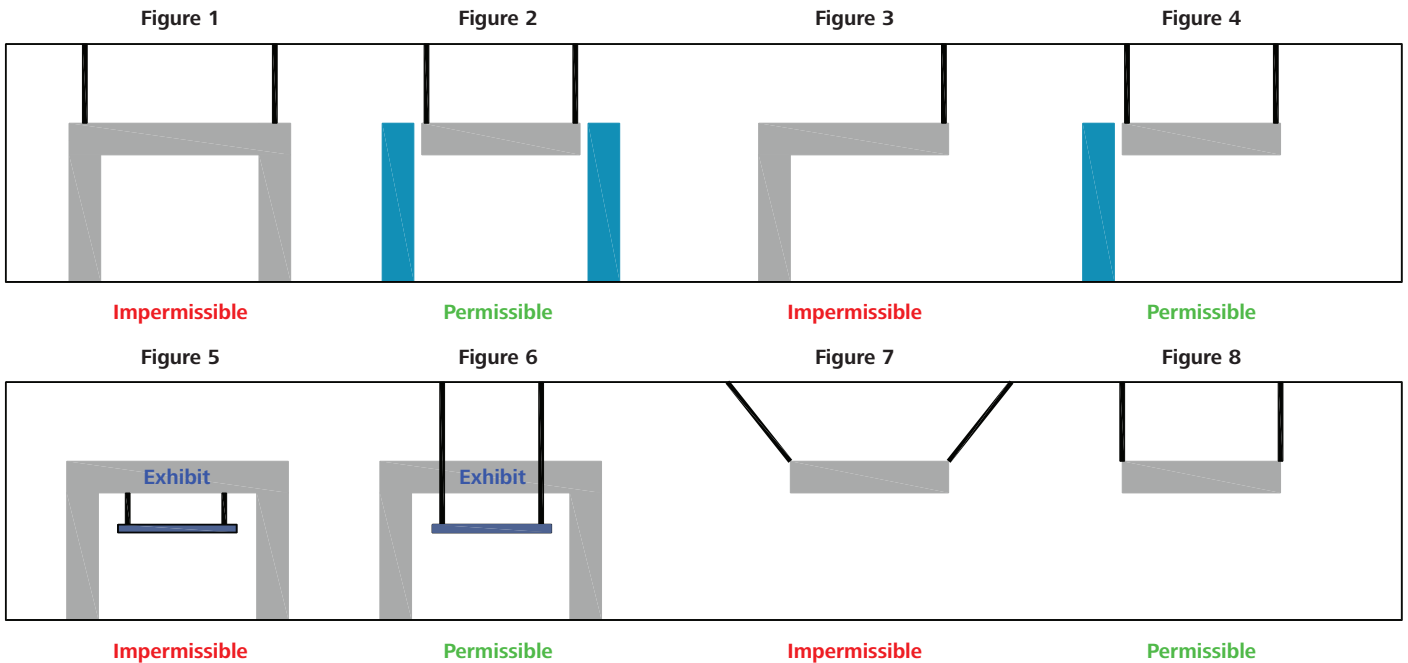 Figure 1 Figure 2 Figure 3 Figure 4
Impermissible Permissible Impermissible Permissible
Figure 5 Figure 6 Figure 7 Figure 8
Exhibit Exhibit
Impermissible Permissible Impermissible Permissible